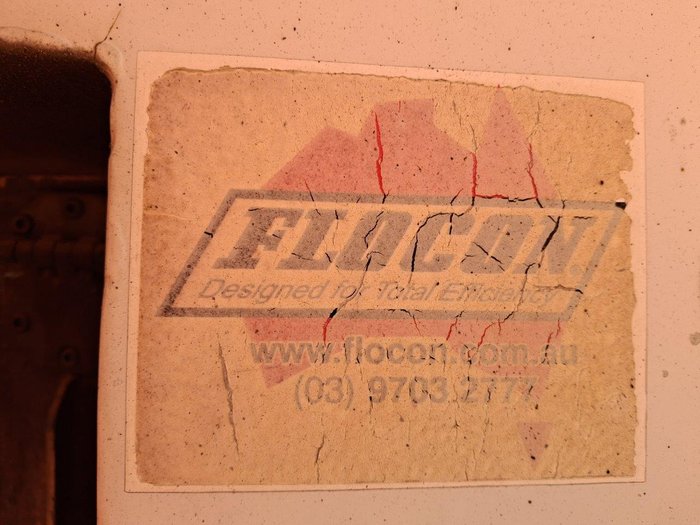 FLOCON
Designed for Total Efficiency
www.flocon.com.au
(03) 9703 2777